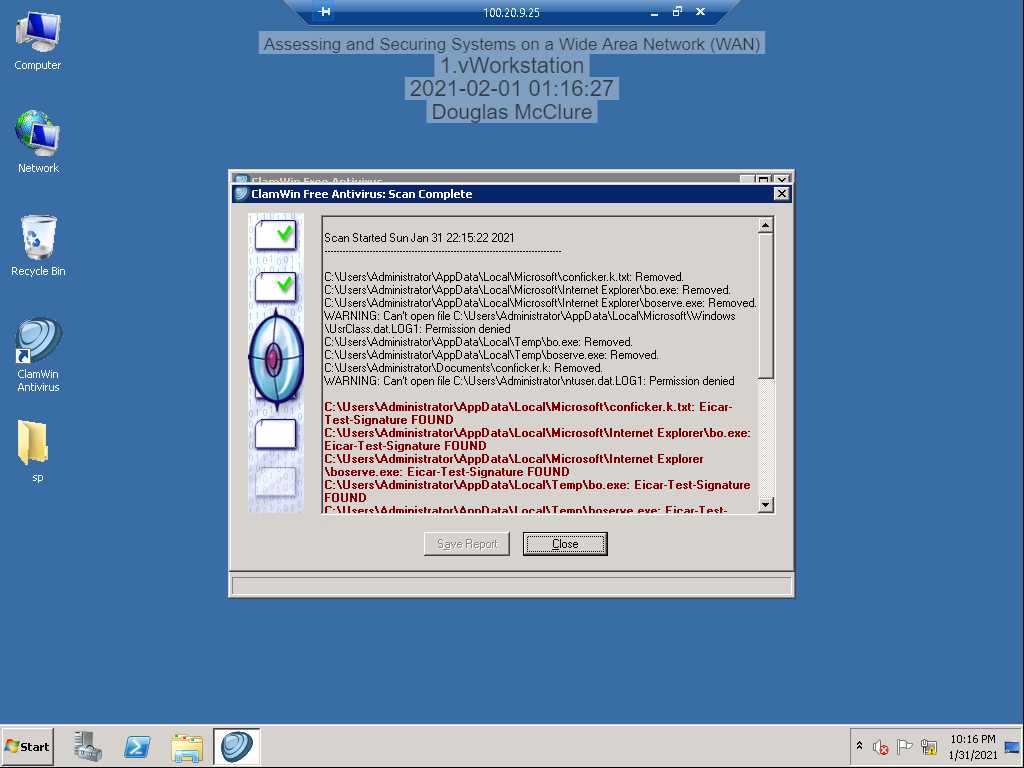 100.20.9.25
Assessing and Securing Systems on a Wide Area Network (WAN)
1.vWorkstation
2021-02-01 01:16:27
Douglas McClure
Computer
Network
Recycle Bin
ClamWin
Antivirus
sp
ClamWin Free Antivirus
ClamWin Free Antivirus: Scan Complete
Scan Started Sun Jan 31 22:15:22 2021
-------------------------------------------------------------------------------
C:\Users\Administrator\AppData\Local\Microsoft\conficker.k.txt: Removed.
C:\Users\Administrator\AppData\Local\Microsoft\Internet Explorer\bo.exe: Removed.
C:\Users\Administrator\AppData\Local\Microsoft\Internet Explorer\boserve.exe: Removed.
WARNING: Can't open file C:\Users\Administrator\AppData\Local\Microsoft\Windows
\UsrClass.dat.LOG1: Permission denied
C:\Users\Administrator\AppData\Local\Temp\bo.exe: Removed.
C:\Users\Administrator\AppData\Local\Temp\boserve.exe: Removed.
C:\Users\Administrator\Documents\conficker.k: Removed.
WARNING: Can't open file C:\Users\Administrator\ntuser.dat.LOG1: Permission denied
C:\Users\Administrator\AppData\Local\Microsoft\conficker.k.txt: Eicar-
Test-Signature FOUND
C:\Users\Administrator\AppData\Local\Microsoft\Internet Explorer\bo.exe:
Eicar-Test-Signature FOUND
C:\Users\Administrator\AppData\Local\Microsoft\Internet Explorer
\boserve.exe: Eicar-Test-Signature FOUND
C:\Users\Administrator\AppData\Local\Temp\bo.exe: Eicar-Test-Signature
FOUND
C:\Users\Administrator\AppData\Local\Temp\boserve.exe: Eicar-Test-
Save Report
Close
Start
10:16 PM
1/31/2021